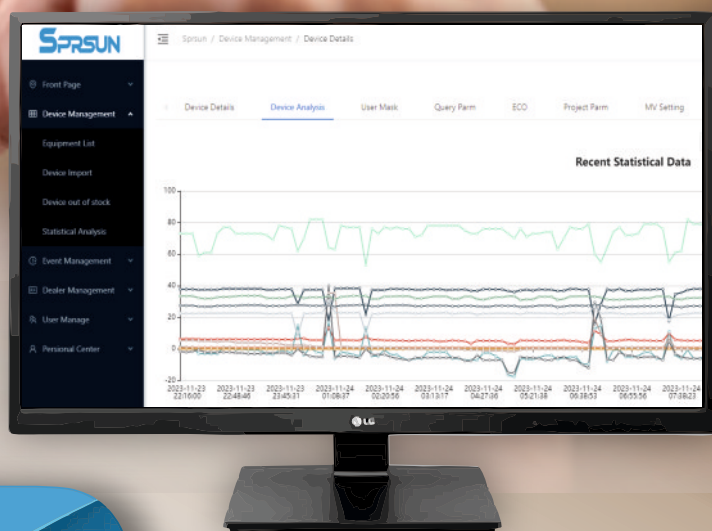 SPRSUN
Sprsun / Device Management / Device Details
Front Page
Device Management
Equipment List
Device Import
Device out of stock
Statistical Analysis
Event Management
Dealer Management
User Manage
Persional Center
Device Details
Device Analysis
User Mask
Query Parm
ECO
Project Parm
MV Setting
Recent Statistical Data
100
80
60
40
20
0
-20
2023-11-23 2023-11-23 2023-11-23 2023-11-24 2023-11-24 2023-11-24 2023-11-24 2023-11-24 2023-11-24 2023-11-24 2023-11-24
22:16:00 22:48:46 23:45:31 01:08:37 02:20:56 03:13:17 04:27:36 05:21:38 06:38:53 06:55:56 07:38:23
LG